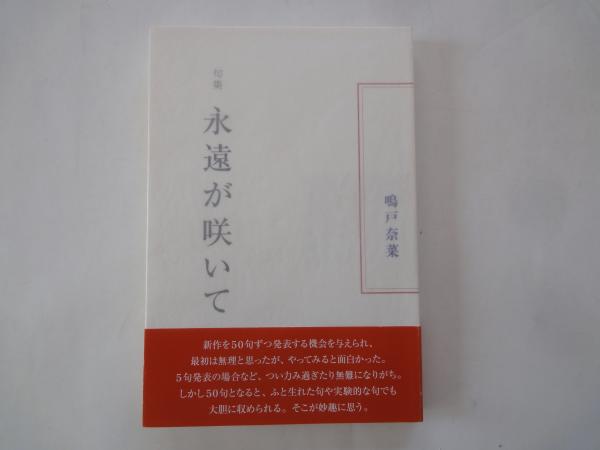 鳴戸奈菜
句集
永遠が咲いて
新作を50句ずつ発表する機会を与えられ、
最初は無理と思ったが、やってみると面白かった。
5句発表の場合など、つい力み過ぎたり無難になりがち。
しかし50句となると、ふと生れた句や実験的な句でも
大胆に収められる。そこが妙趣に思う。